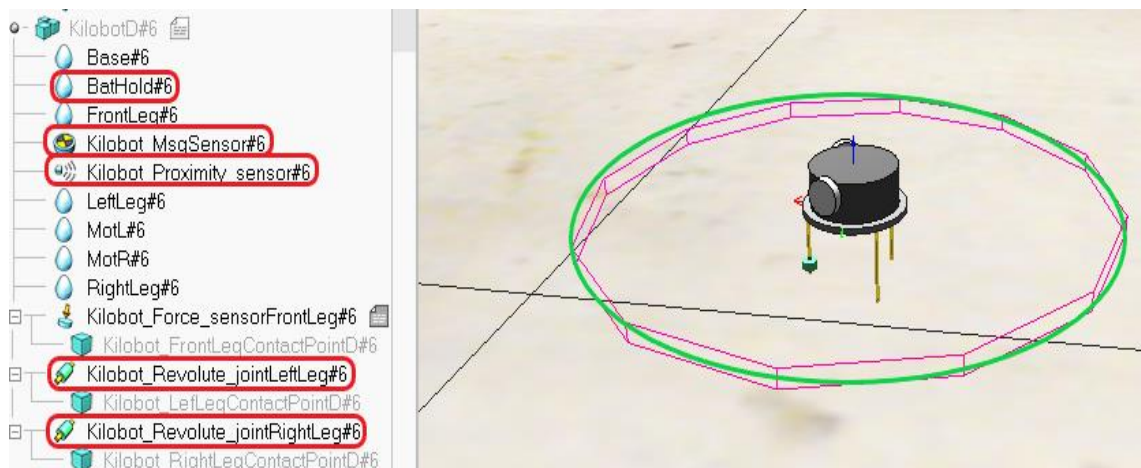 KilobotD#6
Base#6
BatHold#6
FrontLeg#6
Kilobot_MsgSensor#6
Kilobot_Proximity_sensor#6
LeftLeg#6
MotL#6
MotR#6
RightLeg#6
Kilobot_Force_sensorFrontLeg#6
Kilobot_FrontLegContactPointD#6
Kilobot_Revolute_jointLeftLeg#6
Kilobot_LefLegContactPointD#6
Kilobot_Revolute_jointRightLeg#6
Kilobot_RightLegContactPointD#6